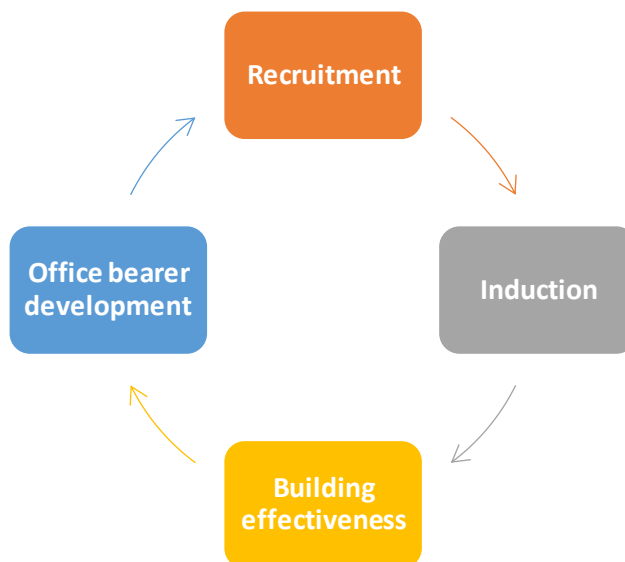 Recruitment
Induction
Building
effectiveness
Office bearer
development